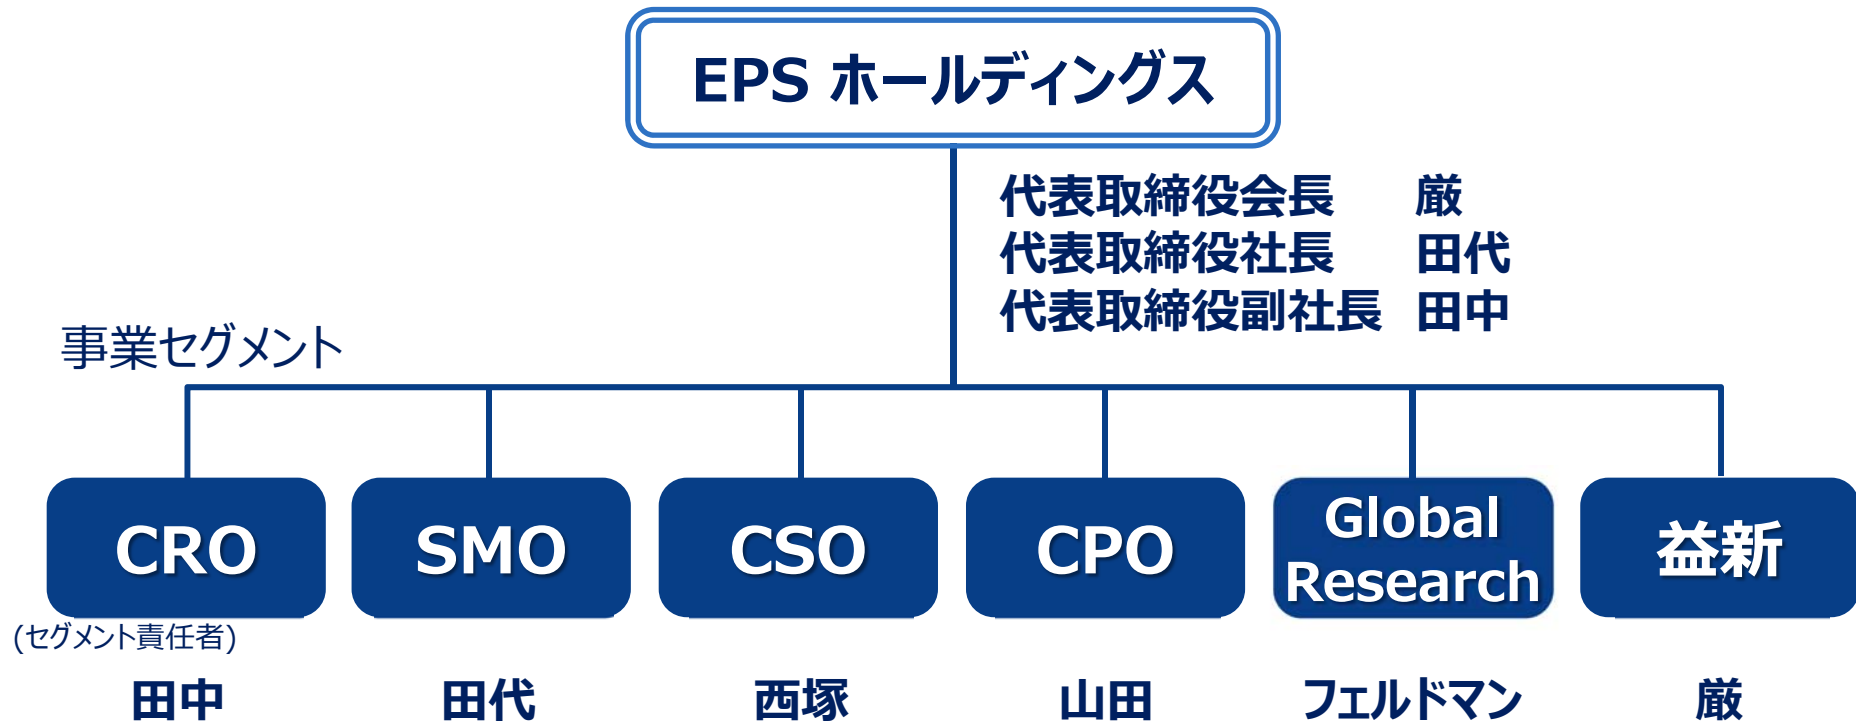 EPS ホールディングス
代表取締役会長 厳
代表取締役社長 田代
代表取締役副社長 田中
事業セグメント
CRO
SMO
CSO
CPO
Global
Research
益新
(セグメント責任者)
田中
田代
西塚
山田
フェルドマン
厳